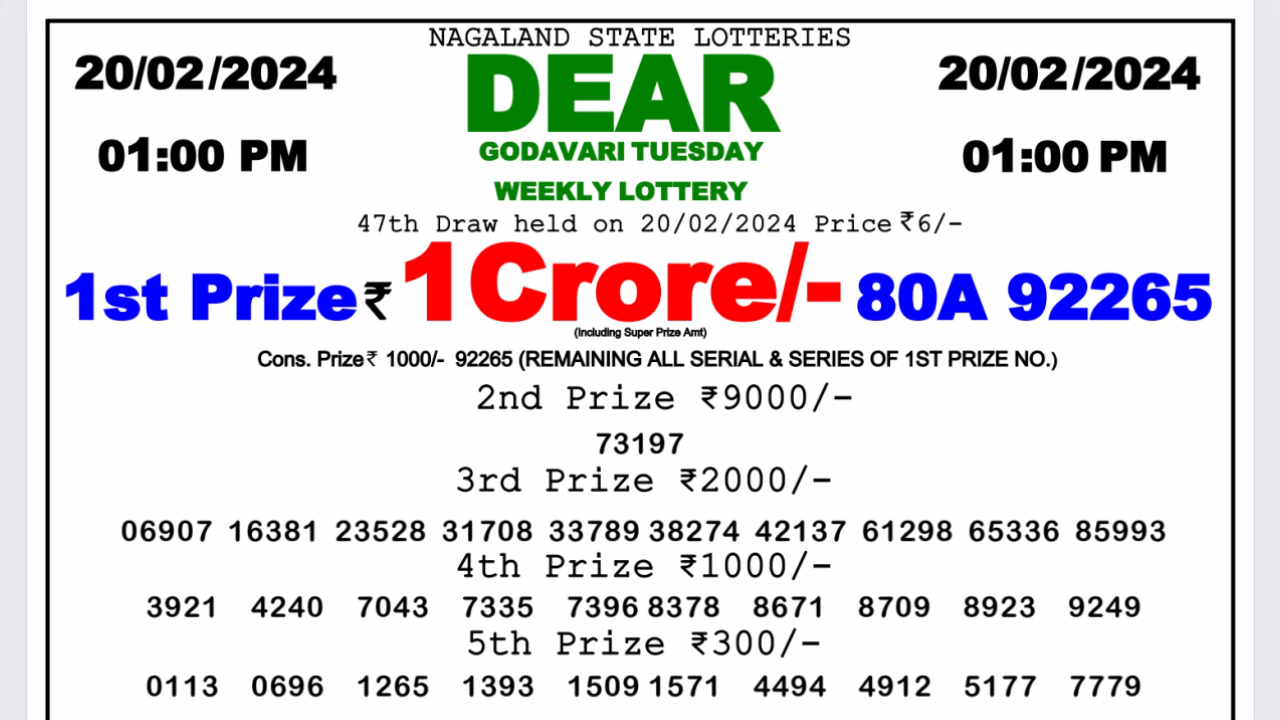 NAGALAND STATE LOTTERIES
20/02/2024 DEAR 20/02/2024
01:00 PM GODAVARI TUESDAY 01:00 PM
WEEKLY LOTTERY
47th Draw held on 20/02/2024 Price ₹6/-
1st Prize ₹ 1Crore/- 80A 92265
(Including Super Prize Amt)
Cons. Prize ₹ 1000/- 92265 (REMAINING ALL SERIAL & SERIES OF 1ST PRIZE NO.)
2nd Prize ₹9000/-
73197
3rd Prize ₹2000/-
06907 16381 23528 31708 33789 38274 42137 61298 65336 85993
4th Prize ₹1000/-
3921 4240 7043 7335 7396 8378 8671 8709 8923 9249
5th Prize ₹300/-
0113 0696 1265 1393 1509 1571 4494 4912 5177 7779